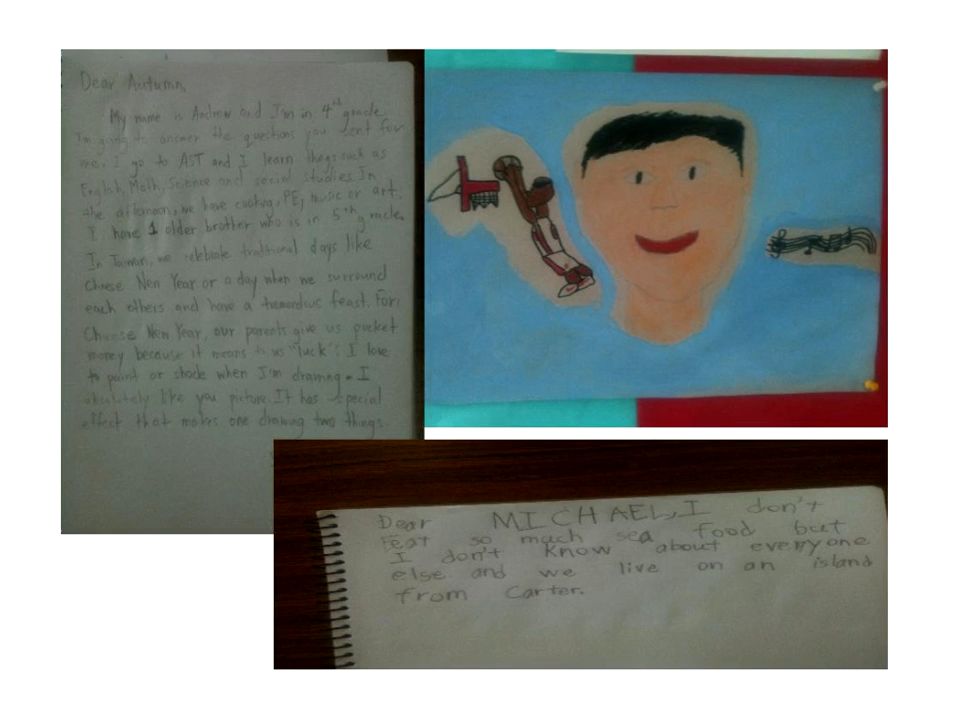 Dear Autumn,
My name is Andrew and I'm in 4th grade.
I'm going to answer the questions you sent for
me. I go to AST and I learn things such as
English, Math, Science and social studies. In
the afternoon, we have cooking, PE, music or art.
I have 1 older brother who is in 5th grade.
In Taiwan, we celebrate traditional days like
Chinese New Year or a day when we surround
each others and have a tremendous feast. For
Chinese New Year, our parents give us pocket
money because it means to us "luck". I love
to paint or shade when I'm drawing. I
absolutely like you picture. It has special
effect that makes one drawing two things.
Dear MICHAEL, I don't
eat so much sea food but
I don't know about everyone
else and we live on an island
from Carter.